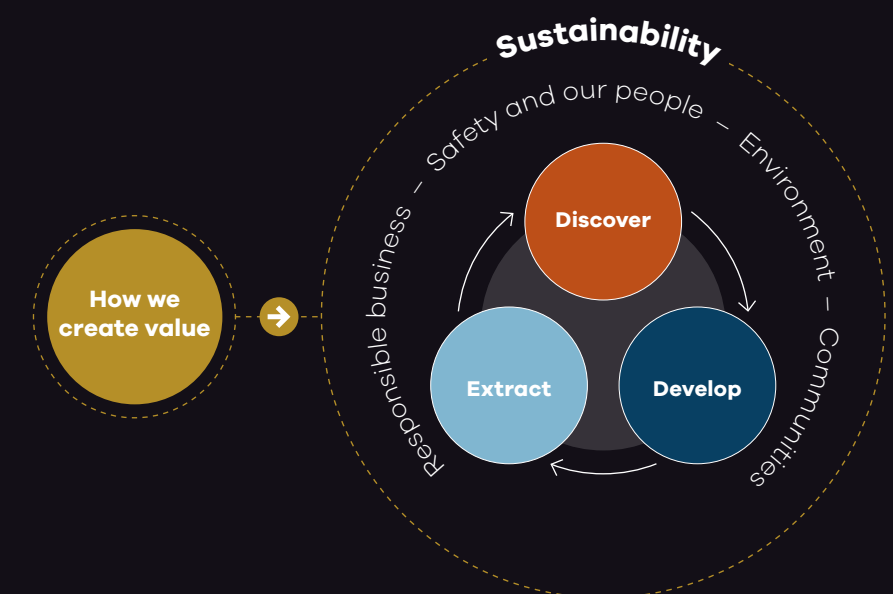 Sustainability
Responsible business – Safety and our people – Environment – Communities
How we
create value
Discover
Extract
Develop